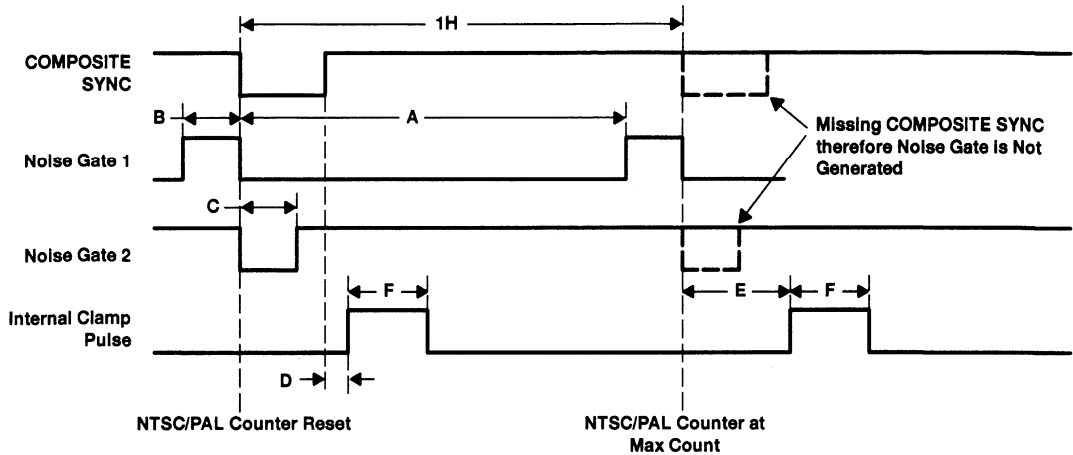 1H
COMPOSITE
SYNC
B
A
Missing COMPOSITE SYNC
therefore Noise Gate is Not
Generated
Noise Gate 1
C
Noise Gate 2
F
E
F
Internal Clamp
Pulse
D
NTSC/PAL Counter Reset
NTSC/PAL Counter at
Max Count